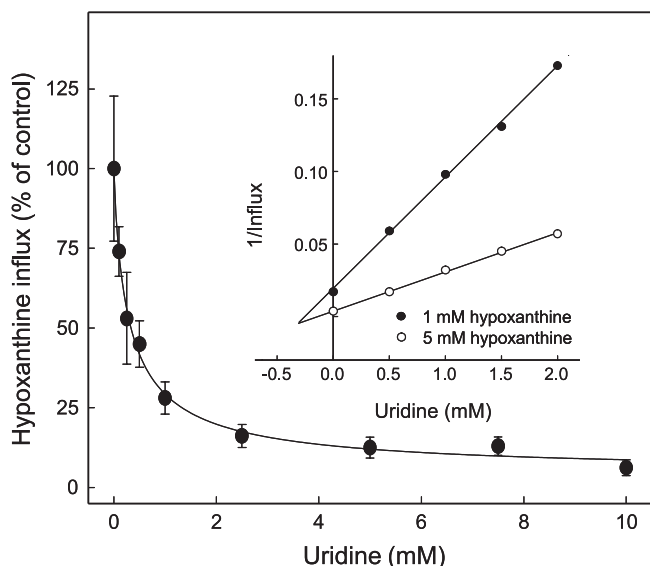 Hypoxanthine influx (% of control)
125
100
75
50
25
0
0 2 4 6 8 10
Uridine (mM)
1/Influx
0.15
0.10
0.05
-0.5 0.0 0.5 1.0 1.5 2.0
Uridine (mM)
1 mM hypoxanthine
5 mM hypoxanthine